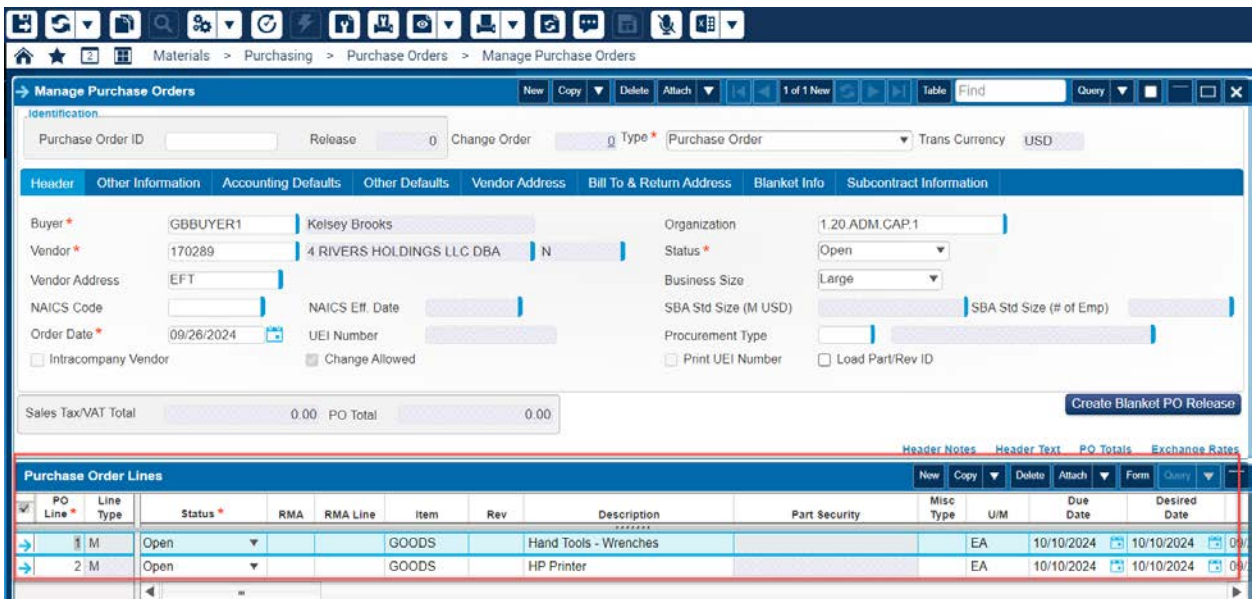 2 Materials > Purchasing > Purchase Orders > Manage Purchase Orders
Manage Purchase Orders New Copy Delete Attach 1 of 1 New Table Find Query
Identification
Purchase Order ID Release 0 Change Order 0 Type * Purchase Order Trans Currency USD
Header Other Information Accounting Defaults Other Defaults Vendor Address Bill To & Return Address Blanket Info Subcontract Information
Buyer * GBBUYER1 Kelsey Brooks Organization 1.20.ADM.CAP.1
Vendor * 170289 4 RIVERS HOLDINGS LLC DBA N Status * Open
Vendor Address EFT Business Size Large
NAICS Code NAICS Eff. Date SBA Std Size (M USD) SBA Std Size (# of Emp)
Order Date * 09/26/2024 UEI Number Procurement Type
Intracompany Vendor Change Allowed Print UEI Number Load Part/Rev ID
Sales Tax/VAT Total 0.00 PO Total 0.00 Create Blanket PO Release
Header Notes Header Text PO Totals Exchange Rates
Purchase Order Lines New Copy Delete Attach Form Query
PO Line * Line Type Status * RMA RMA Line Item Rev Description Part Security Misc Type U/M Due Date Desired Date
1 M Open GOODS Hand Tools - Wrenches EA 10/10/2024 10/10/2024
2 M Open GOODS HP Printer EA 10/10/2024 10/10/2024